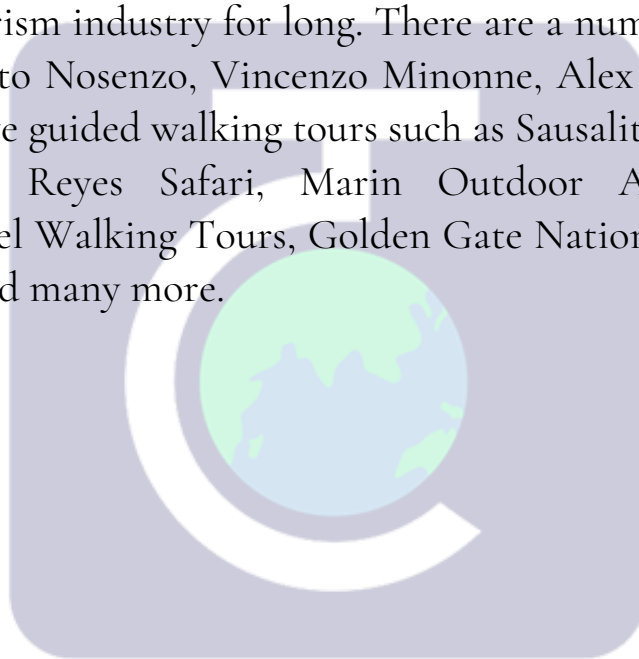 rism industry for long. There are a num
to Nosenzo, Vincenzo Minonne, Alex
e guided walking tours such as Sausalit
Reyes Safari, Marin Outdoor A
el Walking Tours, Golden Gate Nation
d many more.